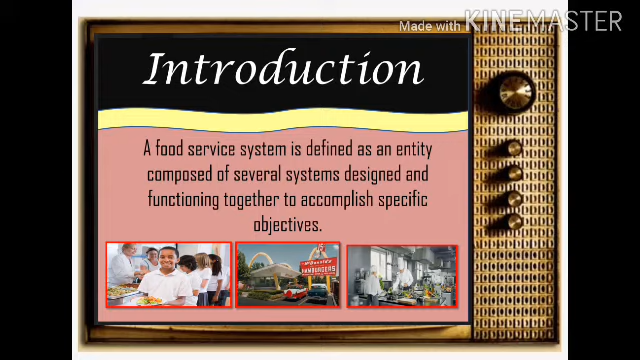 Made with KINEMASTER
Introduction
A food service system is defined as an entity
composed of several systems designed and
functioning together to accomplish specific
objectives.
McDonald's
HAMBURGERS